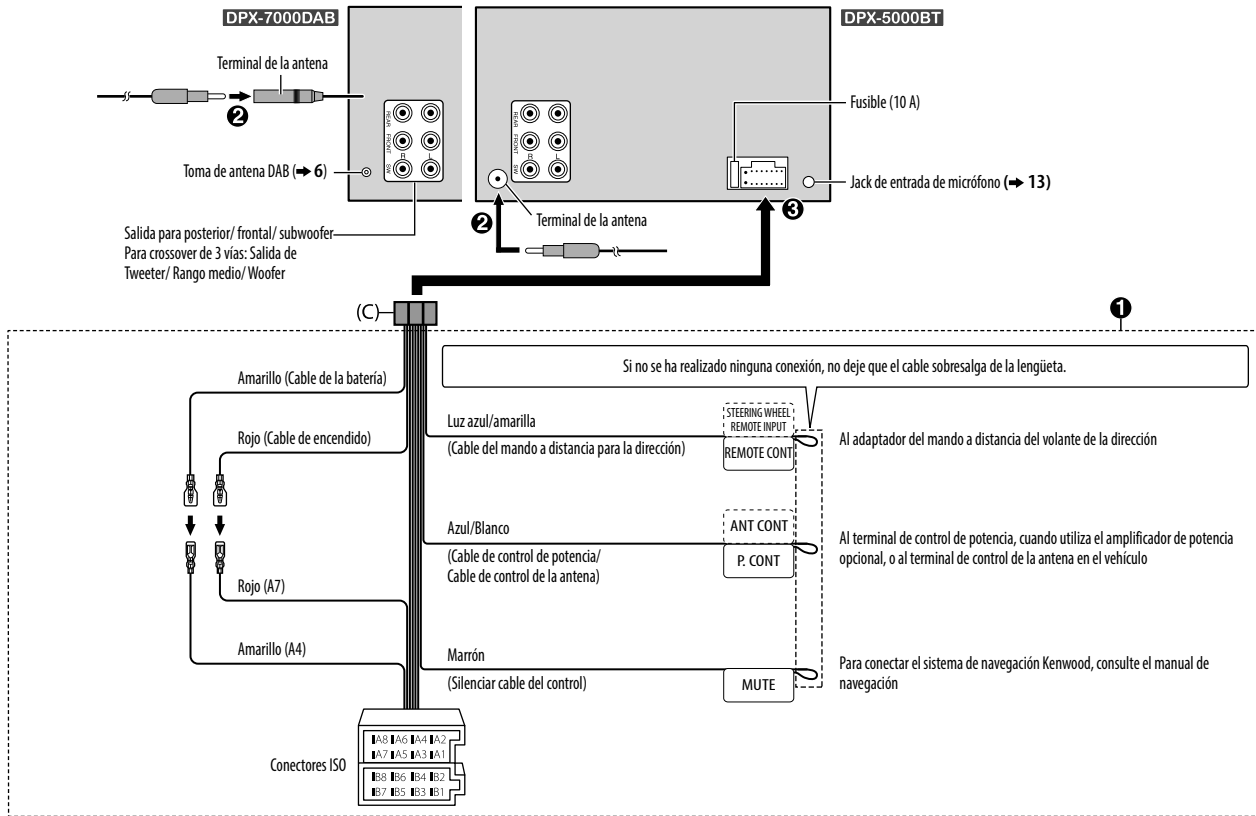 DPX-7000DAB
DPX-5000BT
Terminal de la antena
Fusible (10 A)
REAR
FRONT
R
L
SW
REAR
FRONT
R
L
SW
2
Toma de antena DAB (➜ 6)
Jack de entrada de micrófono (➜ 13)
3
2
Terminal de la antena
Salida para posterior/ frontal/ subwoofer
Para crossover de 3 vías: Salida de
Tweeter/ Rango medio/ Woofer
(C)
1
Si no se ha realizado ninguna conexión, no deje que el cable sobresalga de la lengüeta.
Amarillo (Cable de la batería)
Rojo (Cable de encendido)
Luz azul/amarilla
(Cable del mando a distancia para la dirección)
STEERING WHEEL
REMOTE INPUT
REMOTE CONT
Al adaptador del mando a distancia del volante de la dirección
Azul/Blanco
(Cable de control de potencia/
Cable de control de la antena)
ANT CONT
P. CONT
Al terminal de control de potencia, cuando utiliza el amplificador de potencia
opcional, o al terminal de control de la antena en el vehículo
Rojo (A7)
Amarillo (A4)
Marrón
(Silenciar cable del control)
MUTE
Para conectar el sistema de navegación Kenwood, consulte el manual de
navegación
Conectores ISO
A8 A6 A4 A2
A7 A5 A3 A1
B8 B6 B4 B2
B7 B5 B3 B1